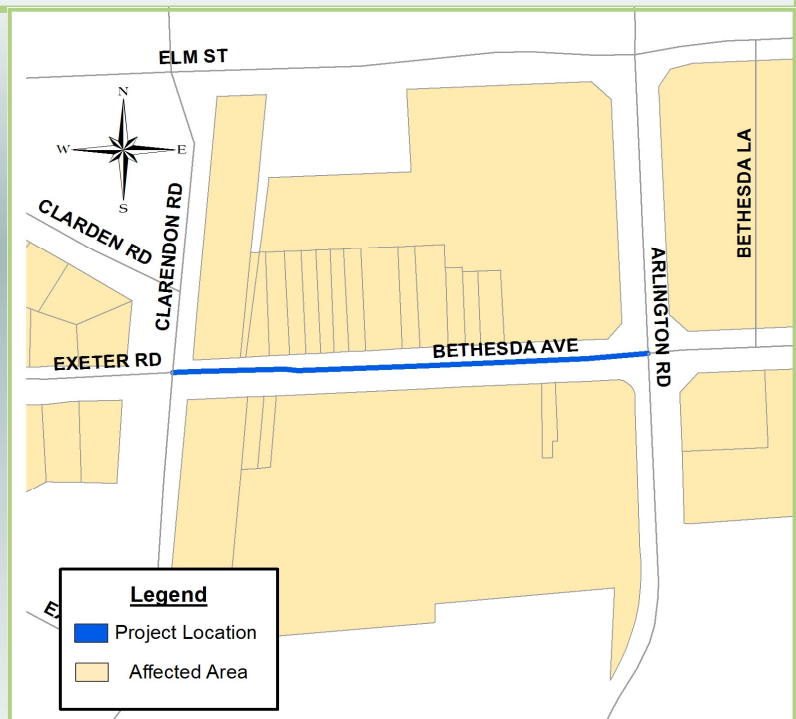 ELM ST
N
W
E
S
CLARDEN RD
CLARENDON RD
BETHESDA LA
ARLINGTON RD
EXETER RD
BETHESDA AVE
Legend
Project Location
Affected Area